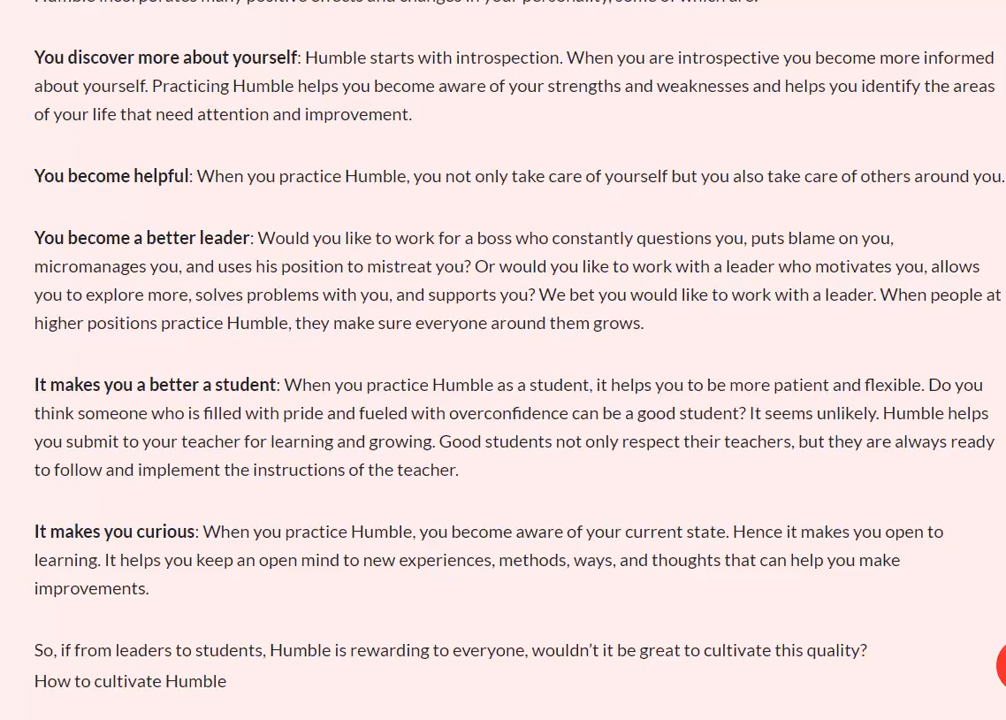 Humble incorporates many positive effects and changes in your personality, some of which are:
You discover more about yourself: Humble starts with introspection. When you are introspective you become more informed
about yourself. Practicing Humble helps you become aware of your strengths and weaknesses and helps you identify the areas
of your life that need attention and improvement.
You become helpful: When you practice Humble, you not only take care of yourself but you also take care of others around you.
You become a better leader: Would you like to work for a boss who constantly questions you, puts blame on you,
micromanages you, and uses his position to mistreat you? Or would you like to work with a leader who motivates you, allows
you to explore more, solves problems with you, and supports you? We bet you would like to work with a leader. When people at
higher positions practice Humble, they make sure everyone around them grows.
It makes you a better a student: When you practice Humble as a student, it helps you to be more patient and flexible. Do you
think someone who is filled with pride and fueled with overconfidence can be a good student? It seems unlikely. Humble helps
you submit to your teacher for learning and growing. Good students not only respect their teachers, but they are always ready
to follow and implement the instructions of the teacher.
It makes you curious: When you practice Humble, you become aware of your current state. Hence it makes you open to
learning. It helps you keep an open mind to new experiences, methods, ways, and thoughts that can help you make
improvements.
So, if from leaders to students, Humble is rewarding to everyone, wouldn't it be great to cultivate this quality?
How to cultivate Humble